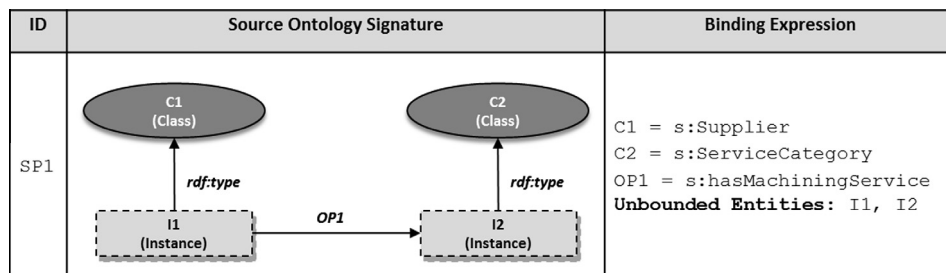 ID
Source Ontology Signature
Binding Expression
SP1
C1
(Class)
C2
(Class)
rdf:type
rdf:type
I1
(Instance)
OP1
I2
(Instance)
C1 = s:Supplier
C2 = s:ServiceCategory
OP1 = s:hasMachiningService
Unbounded Entities: I1, I2